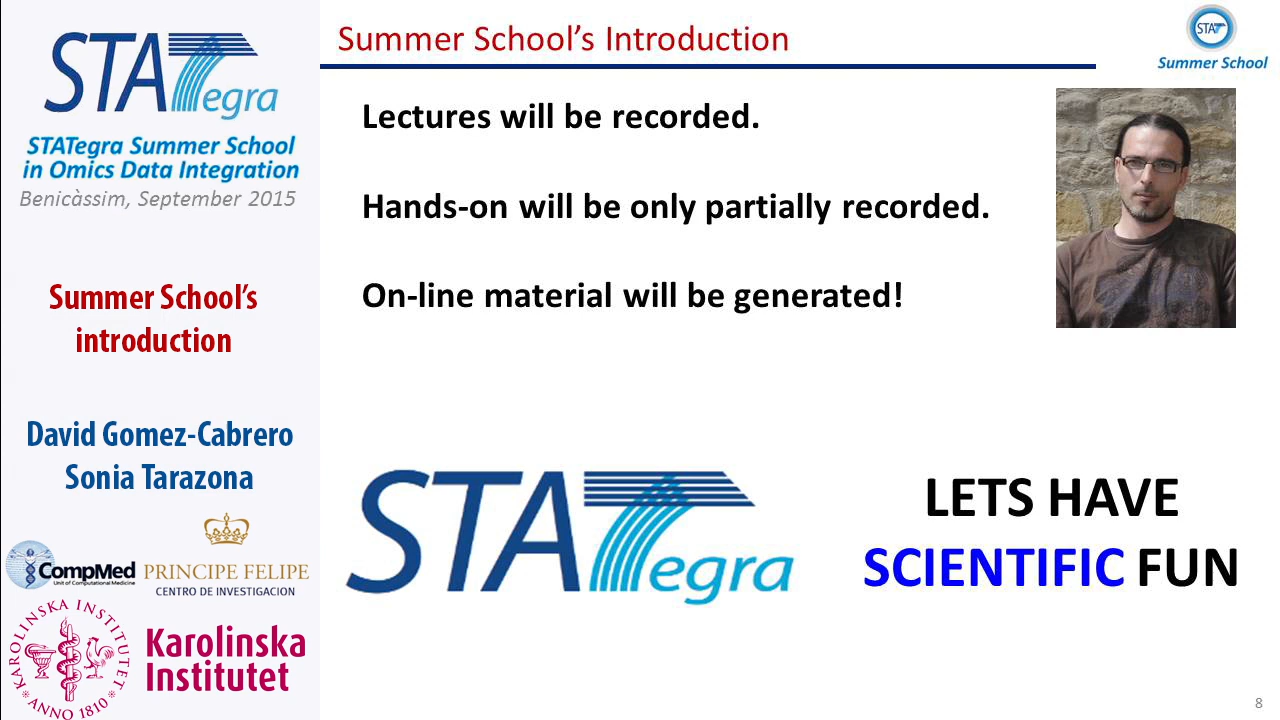 STATegra
STATegra Summer School
in Omics Data Integration
Benicàssim, September 2015
Summer School's
introduction
David Gomez-Cabrero
Sonia Tarazona
CompMed
Unit of Computational Medicine
PRINCIPE FELIPE
CENTRO DE INVESTIGACION
KAROLINSKA INSTITUTET
ANNO 1810
Karolinska
Institutet
Summer School’s Introduction
STAT
Summer School
Lectures will be recorded.
Hands-on will be only partially recorded.
On-line material will be generated!
STATegra
LETS HAVE
SCIENTIFIC FUN
8